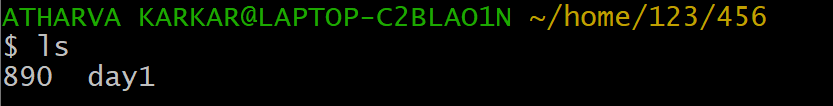 ATHARVA KARKAR@LAPTOP-C2BLAO1N ~/home/123/456
$ ls
890  day1